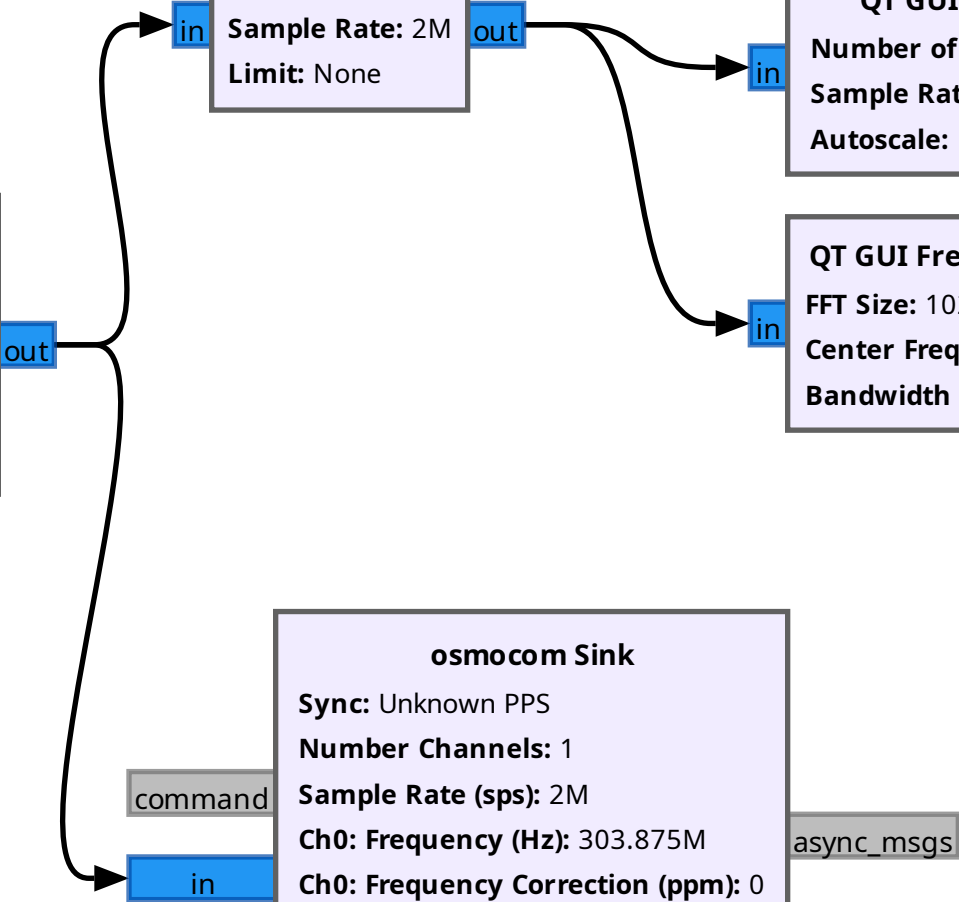 in
Sample Rate: 2M
Limit: None
out
in
QT GUI
Number of
Sample Rat
Autoscale:
out
in
QT GUI Fre
FFT Size: 10
Center Freq
Bandwidth
osmocom Sink
Sync: Unknown PPS
Number Channels: 1
command
Sample Rate (sps): 2M
Ch0: Frequency (Hz): 303.875M
async_msgs
in
Ch0: Frequency Correction (ppm): 0